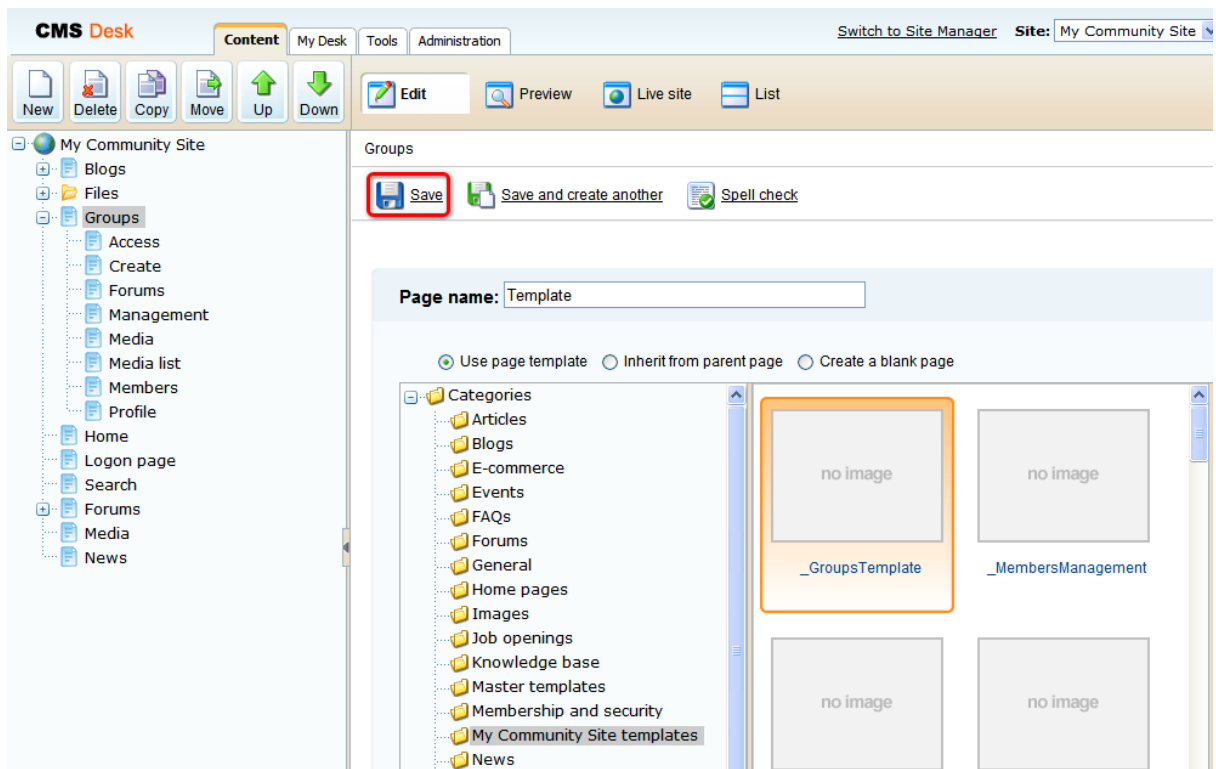 CMS Desk
Content
My Desk
Tools
Administration
Switch to Site Manager
Site:
My Community Site
New
Delete
Copy
Move
Up
Down
Edit
Preview
Live site
List
My Community Site
Blogs
Files
Groups
Access
Create
Forums
Management
Media
Media list
Members
Profile
Home
Logon page
Search
Forums
Media
News
Groups
Save
Save and create another
Spell check
Page name:
Template
Use page template
Inherit from parent page
Create a blank page
Categories
Articles
Blogs
E-commerce
Events
FAQs
Forums
General
Home pages
Images
Job openings
Knowledge base
Master templates
Membership and security
My Community Site templates
News
no image
no image
_GroupsTemplate
_MembersManagement
no image
no image